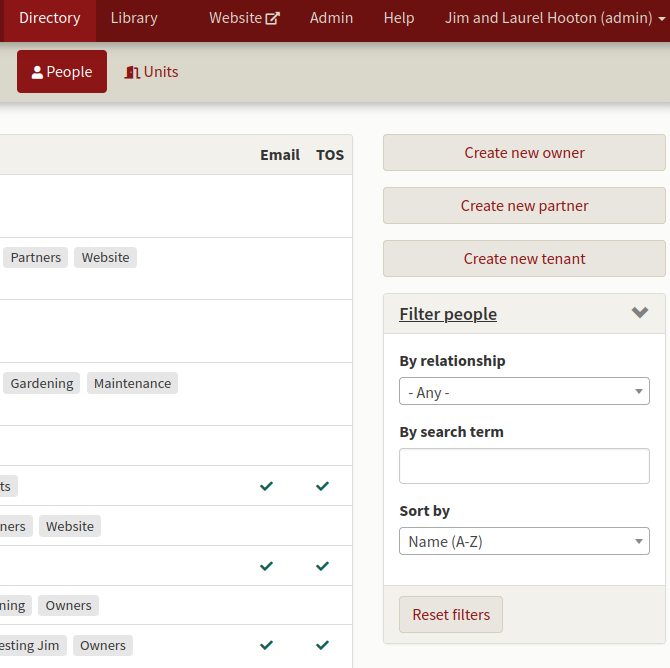 Directory Library Website Admin Help Jim and Laurel Hooton (admin)
People Units
Email TOS
Partners Website
Gardening Maintenance
ts
ners Website
ning Owners
esting Jim Owners
Create new owner
Create new partner
Create new tenant
Filter people
By relationship
- Any -
By search term
Sort by
Name (A-Z)
Reset filters